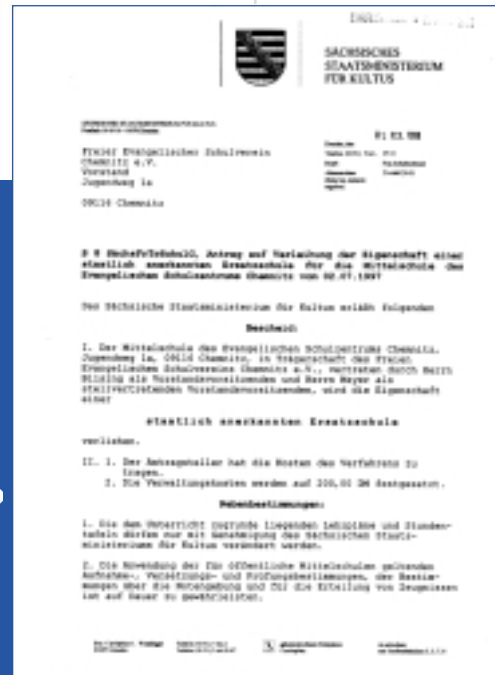 SÄCHSISCHES
STAATSMINISTERIUM
FÜR KULTUS
Freier Evangelischer Schulverein
Chemnitz e.V.
Vorstand
Jugendweg 1a
09116 Chemnitz
§ 8 SächsFrTrSchulG, Antrag auf Verleihung der Eigenschaft einer
staatlich anerkannten Ersatzschule für die Mittelschule des
Evangelischen Schulzentrums Chemnitz vom 02.07.1997
Das Sächsische Staatsministerium für Kultus erläßt folgenden
Bescheid:
I. Der Mittelschule des Evangelischen Schulzentrums Chemnitz,
Jugendweg 1a, 09116 Chemnitz, in Trägerschaft des Freien
Evangelischen Schulvereins Chemnitz e.V., vertreten durch Herrn
als Vorstandsvorsitzenden und Herrn Meyer als
stellvertretenden Vorstandsvorsitzenden, wird die Eigenschaft
einer
staatlich anerkannten Ersatzschule
verliehen.
II. 1. Der Antragsteller hat die Kosten des Verfahrens zu
tragen.
2. Die Verwaltungskosten werden auf 200,00 DM festgesetzt.
Nebenbestimmungen:
1. Die dem Unterricht zugrunde liegenden Lehrpläne und Stunden-
tafeln dürfen nur mit Genehmigung des Sächsischen Staats-
ministeriums für Kultus verändert werden.
2. Die Anwendung der für öffentliche Mittelschulen geltenden
Aufnahme-, Versetzungs- und Prüfungsbestimmungen, der Bestim-
mungen über die Notengebung und für die Erteilung von Zeugnissen
ist auf Dauer zu gewährleisten.